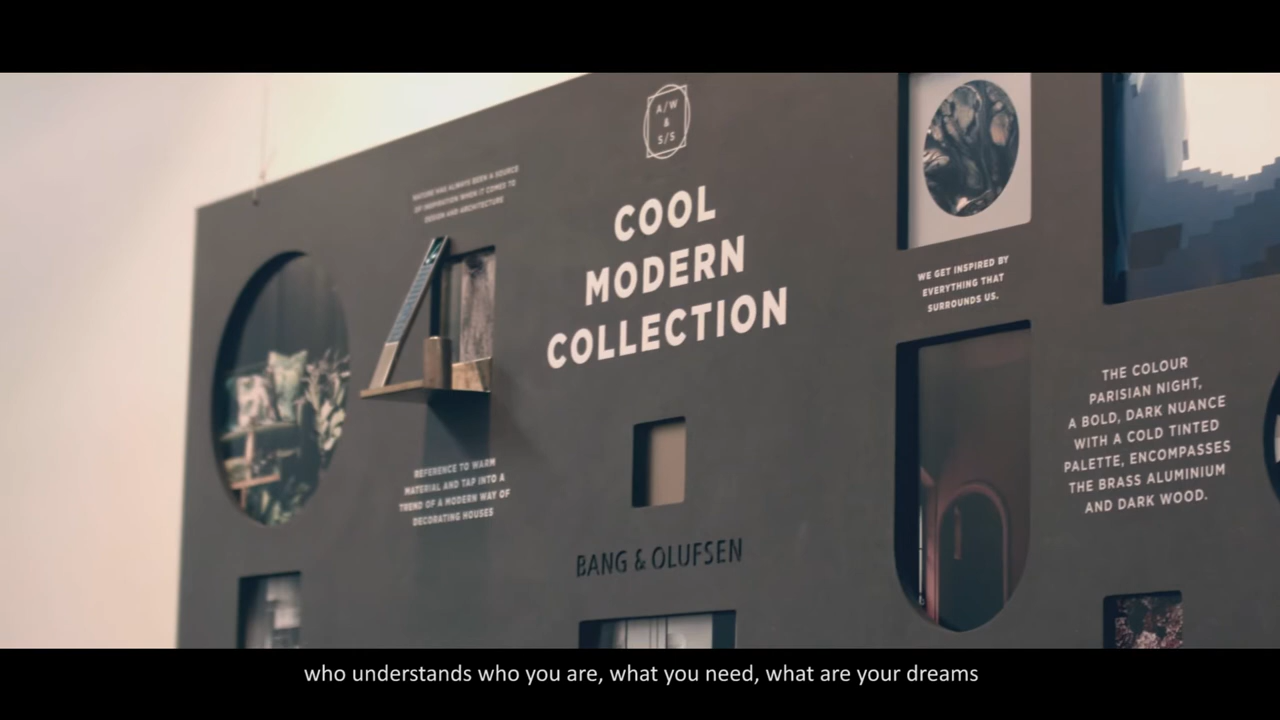 A/W
&
S/S
NATURE HAS ALWAYS BEEN A SOURCE
OF INSPIRATION WHEN IT COMES TO
DESIGN AND ARCHITECTURE
COOL
MODERN
COLLECTION
REFERENCE TO WARM
MATERIAL AND TAP INTO A
TREND OF A MODERN WAY OF
DECORATING HOUSES
BANG & OLUFSEN
WE GET INSPIRED BY
EVERYTHING THAT
SURROUNDS US.
THE COLOUR
PARISIAN NIGHT,
A BOLD, DARK NUANCE
WITH A COLD TINTED
PALETTE, ENCOMPASSES
THE BRASS ALUMINIUM
AND DARK WOOD.
who understands who you are, what you need, what are your dreams